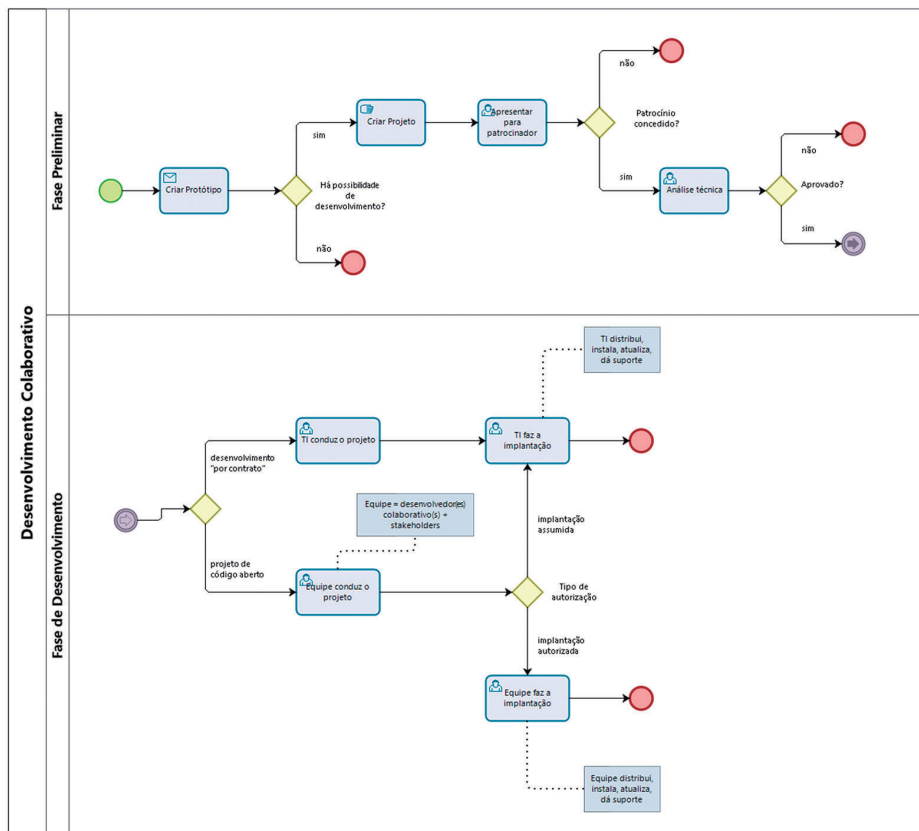 Desenvolvimento Colaborativo
Fase Preliminar
Criar Protótipo
Há possibilidade
de
desenvolvimento?
sim
não
Criar Projeto
Apresentar
para
patrocinador
não
Patrocínio
concedido?
sim
Análise técnica
não
Aprovado?
sim
Fase de Desenvolvimento
TI distribui,
instala, atualiza,
dá suporte
desenvolvimento
"por contrato"
TI conduz o projeto
TI faz a
implantação
Equipe = desenvolvedor(es)
colaborativo(s) +
stakeholders
implantação
assumida
projeto de
código aberto
Equipe conduz o
projeto
Tipo de
autorização
implantação
autorizada
Equipe faz a
implantação
Equipe distribui,
instala, atualiza,
dá suporte